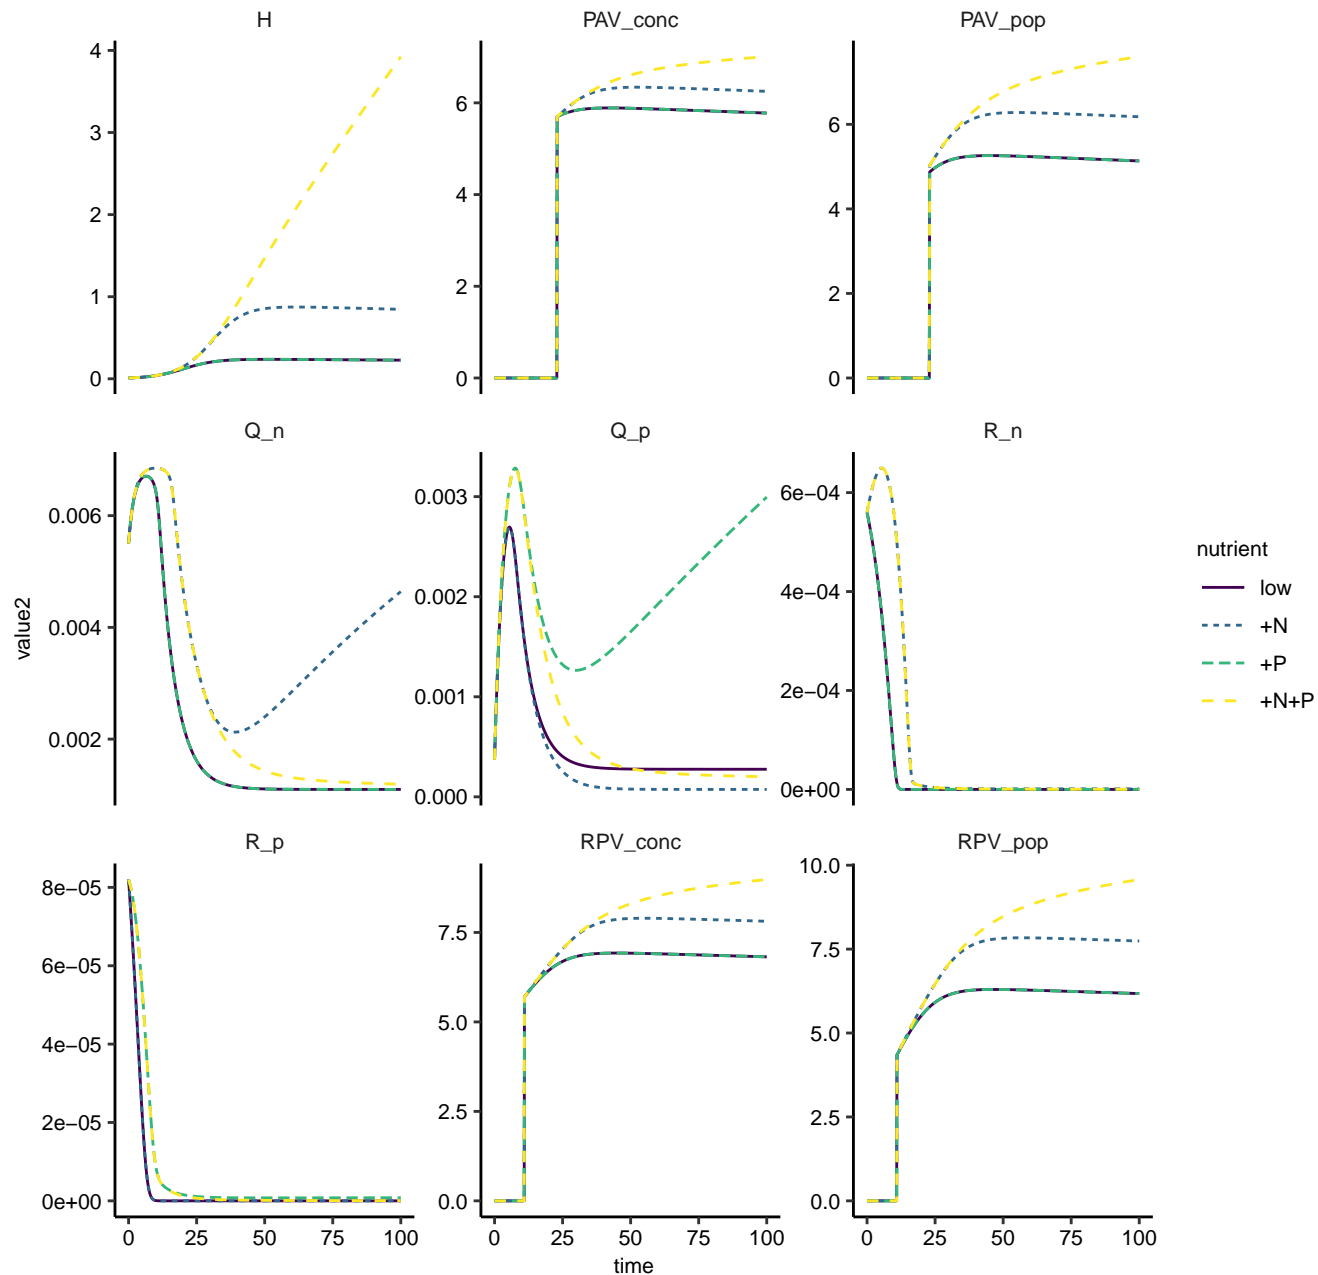 H
PAV_conc
PAV_pop
4
3
2
1
0
6
4
2
0
6
4
2
0
Q_n
Q_p
R_n
0.006
0.004
0.002
0.003
0.002
0.001
0.000
6e−04
4e−04
2e−04
0e+00
value2
nutrient
low
+N
+P
+N+P
R_p
RPV_conc
RPV_pop
8e−05
6e−05
4e−05
2e−05
0e+00
7.5
5.0
2.5
0.0
10.0
7.5
5.0
2.5
0.0
0 25 50 75 100
0 25 50 75 100
0 25 50 75 100
time